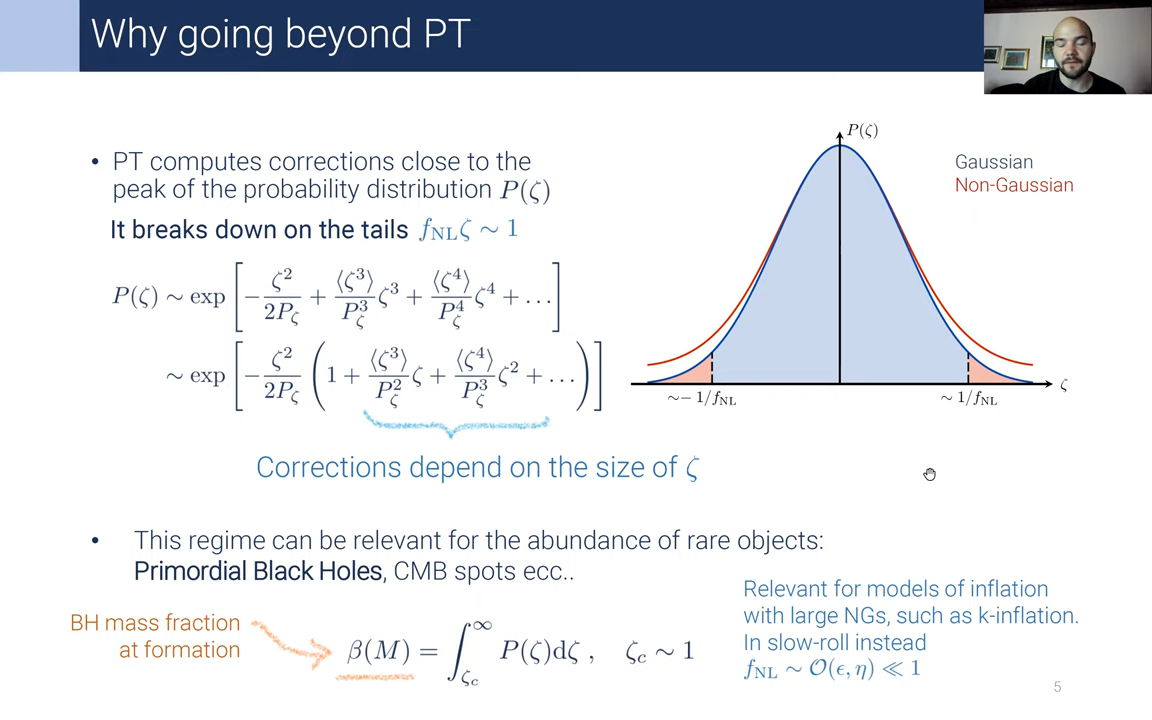 Why going beyond PT
• PT computes corrections close to the
peak of the probability distribution P(ζ)
It breaks down on the tails f_NL ζ ∼ 1
P(ζ) ∼ exp [ −ζ²/2P_ζ + ⟨ζ³⟩/P_ζ³ ζ³ + ⟨ζ⁴⟩/P_ζ⁴ ζ⁴ + … ]
∼ exp [ −ζ²/2P_ζ ( 1 + ⟨ζ³⟩/P_ζ² ζ + ⟨ζ⁴⟩/P_ζ³ ζ² + … ) ]
Corrections depend on the size of ζ
P(ζ)
Gaussian
Non-Gaussian
ζ
∼− 1/f_NL
∼ 1/f_NL
• This regime can be relevant for the abundance of rare objects:
Primordial Black Holes, CMB spots ecc..
BH mass fraction
at formation
β(M) = ∫_{ζ_c}^∞ P(ζ)dζ , ζ_c ∼ 1
Relevant for models of inflation
with large NGs, such as k-inflation.
In slow-roll instead
f_NL ∼ 𝒪(ϵ, η) ≪ 1
5